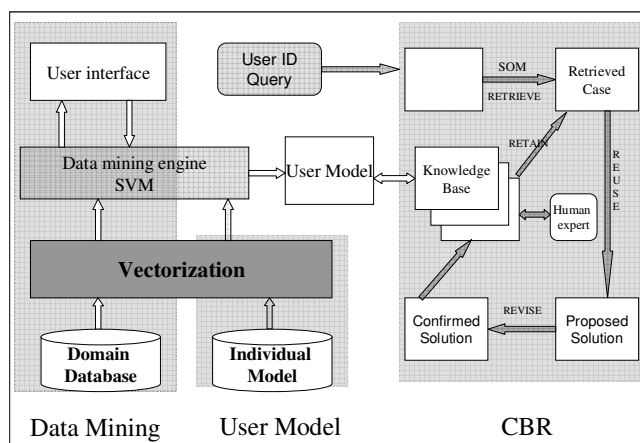 User interface
Data mining engine
SVM
Vectorization
Domain
Database
Individual
Model
Data Mining
User Model
User ID
Query
User Model
SOM
RETRIEVE
Retrieved
Case
RETAIN
Knowledge
Base
REUSE
Human
expert
REVISE
Confirmed
Solution
Proposed
Solution
CBR